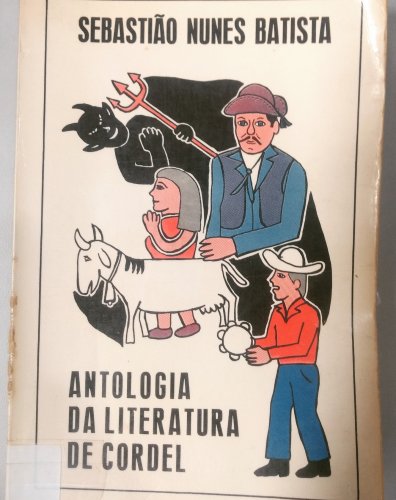 SEBASTIÃO NUNES BATISTA
ANTOLOGIA
DA LITERATURA
DE CORDEL